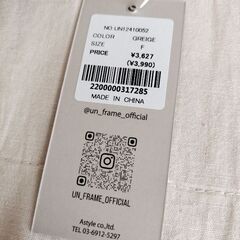 NO:UN12410052
COLOR GREIGE
SIZE F
PRICE ¥3,627
(¥3,990)
2200000317285
MADE IN CHINA
@un_frame_official
UN_FRAME_OFFICIAL
Astyle co.,ltd.
TEL 03-6912-5297